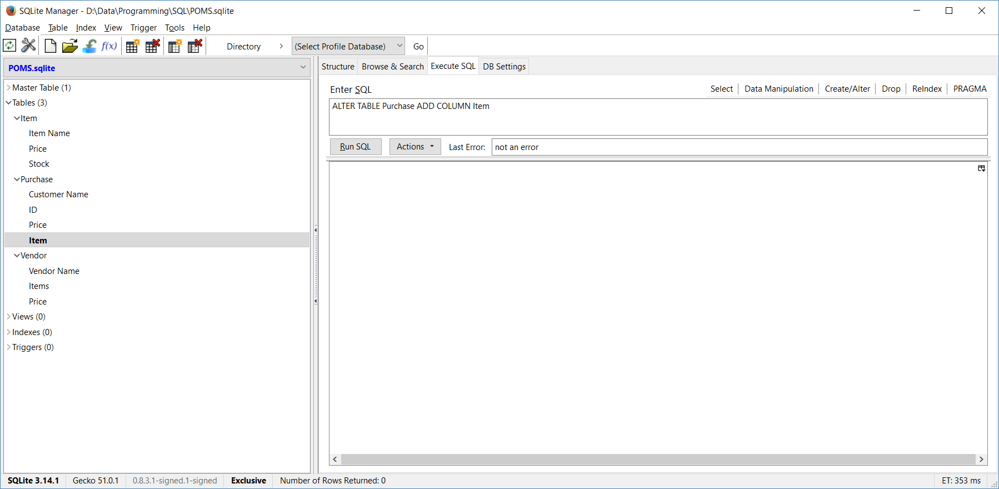 SQLite Manager - D:\Data\Programming\SQL\POMS.sqlite
Database Table Index View Trigger Tools Help
f(x) Directory (Select Profile Database) Go
POMS.sqlite
Master Table (1)
Tables (3)
Item
Item Name
Price
Stock
Purchase
Customer Name
ID
Price
Item
Vendor
Vendor Name
Items
Price
Views (0)
Indexes (0)
Triggers (0)
Structure Browse & Search Execute SQL DB Settings
Enter SQL Select Data Manipulation Create/Alter Drop ReIndex PRAGMA
ALTER TABLE Purchase ADD COLUMN Item
Run SQL Actions Last Error: not an error
SQLite 3.14.1 Gecko 51.0.1 0.8.3.1-signed.1-signed Exclusive Number of Rows Returned: 0 ET: 353 ms